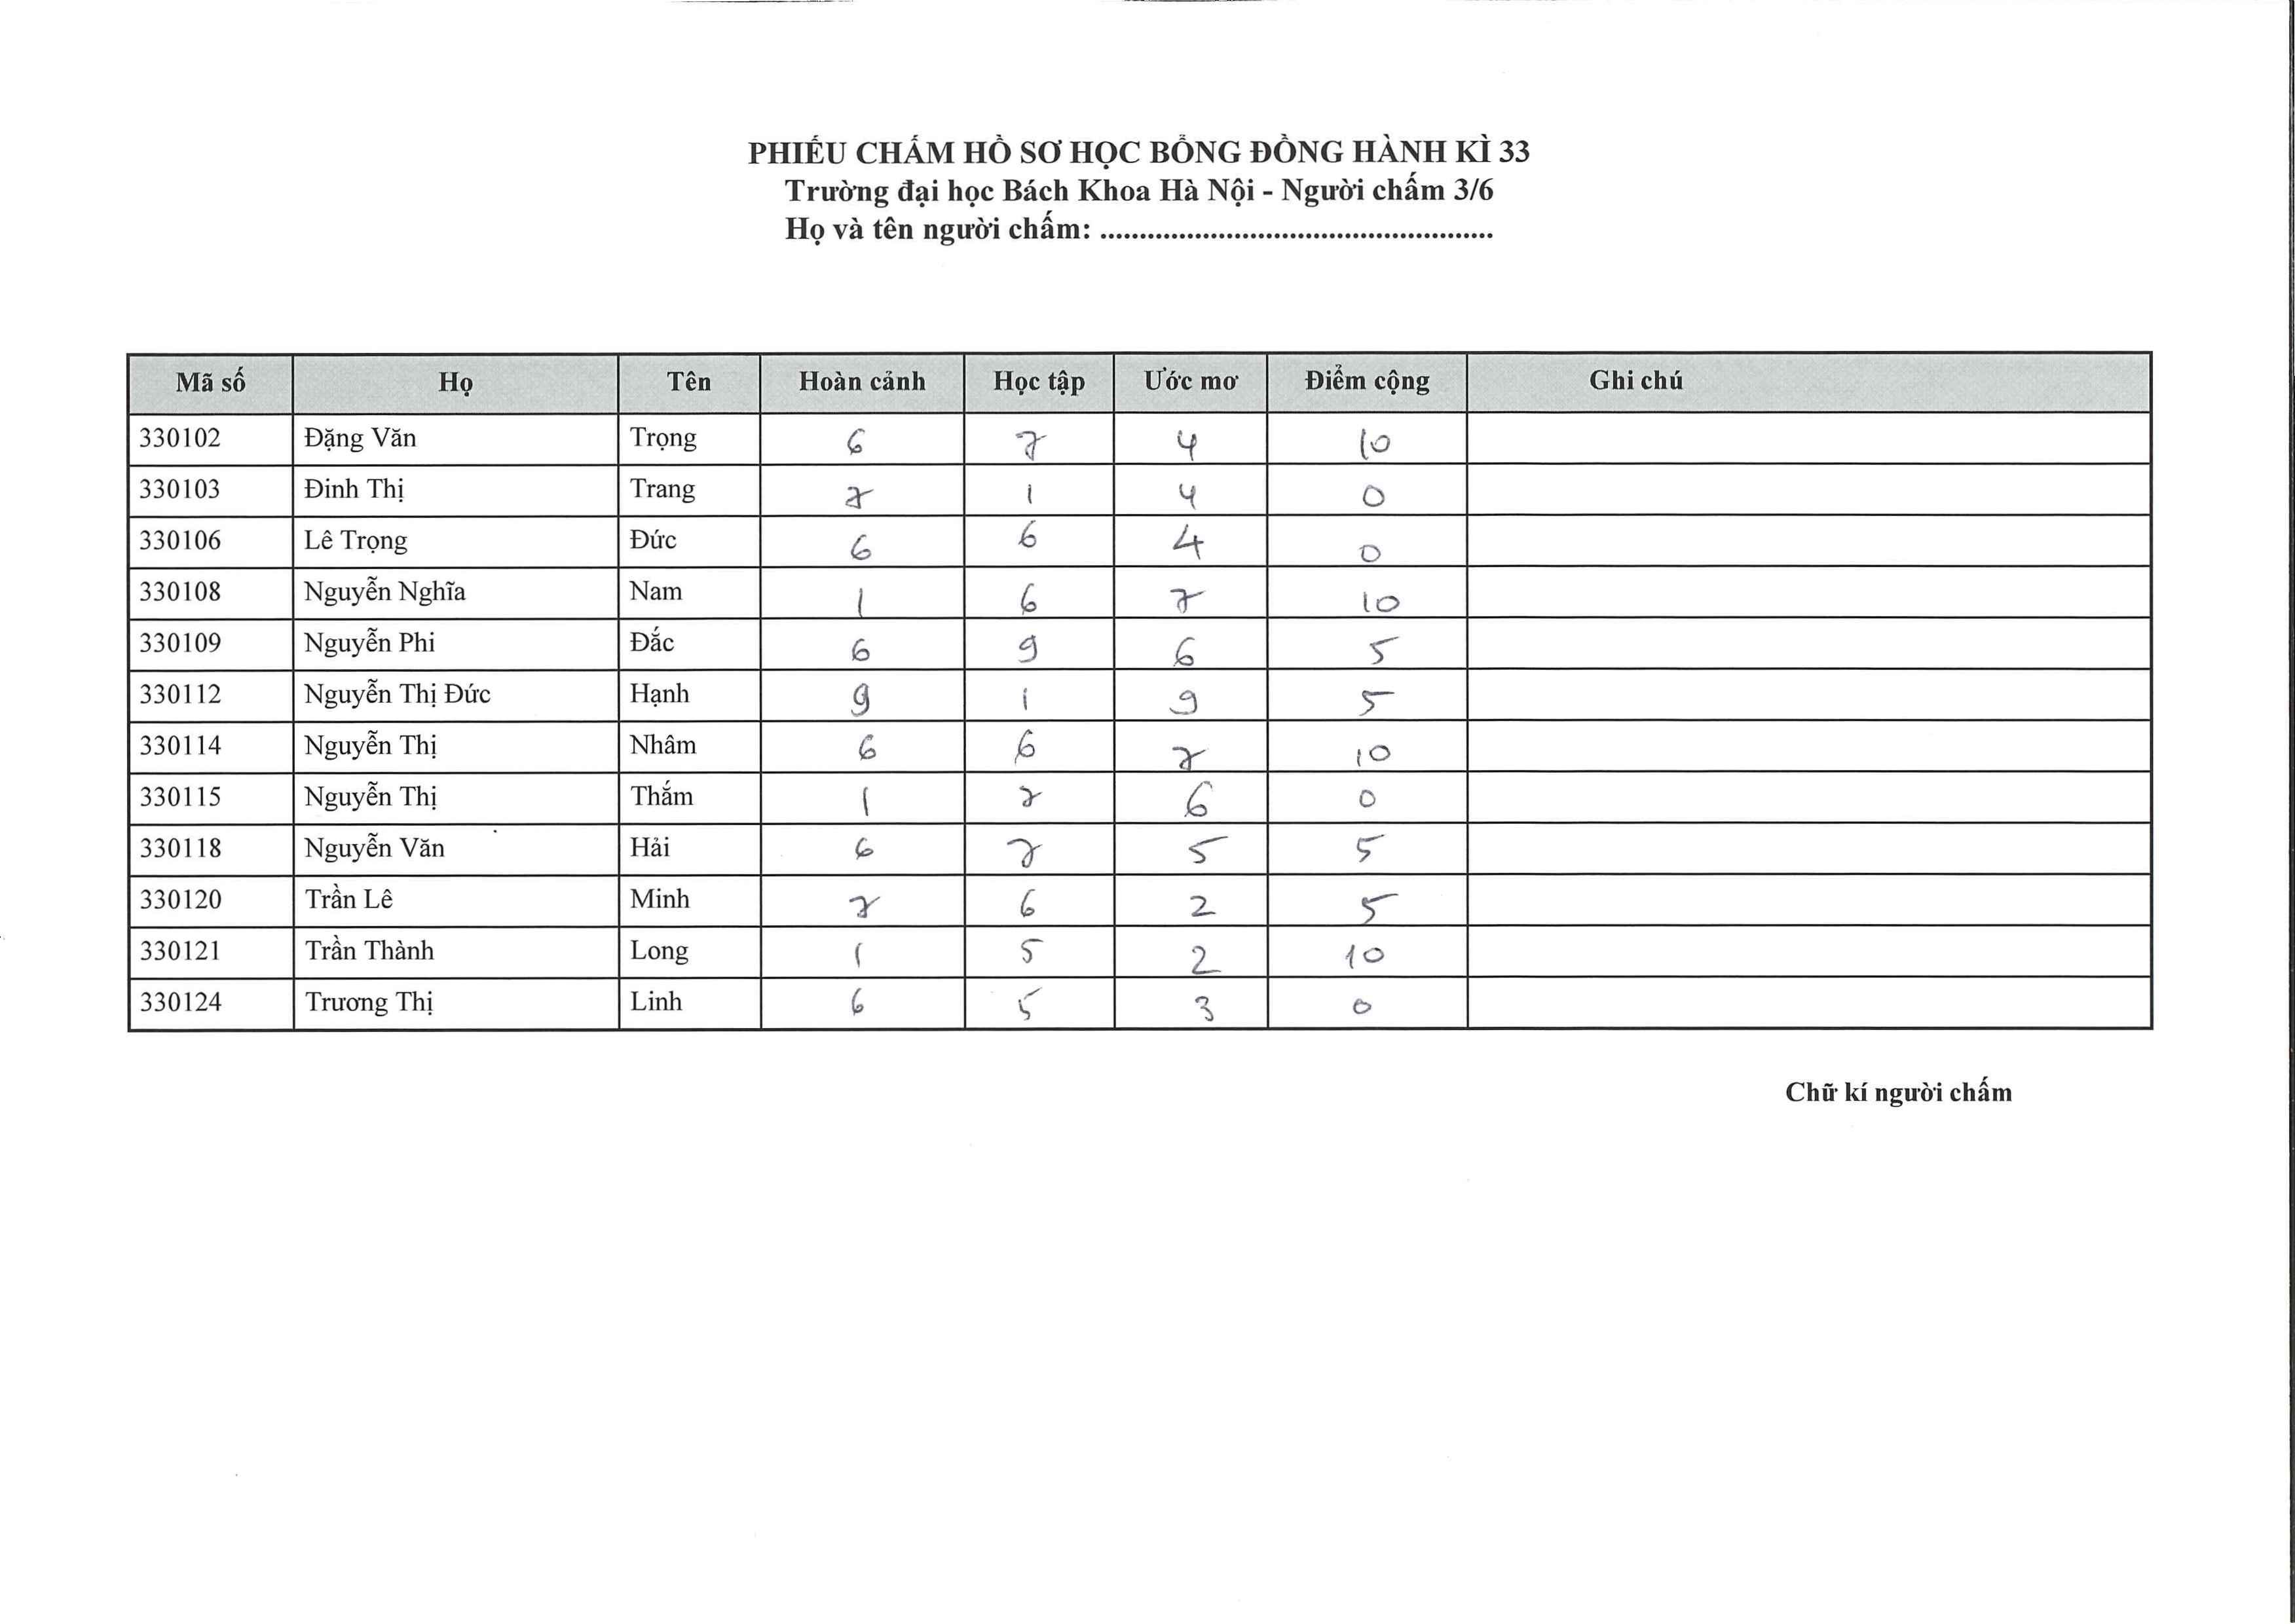 PHIẾU CHẤM HỒ SƠ HỌC BỔNG ĐỒNG HÀNH KÌ 33
Trường đại học Bách Khoa Hà Nội - Người chấm 3/6
Họ và tên người chấm: ..................................................
Mã số Họ Tên Hoàn cảnh Học tập Ước mơ Điểm cộng Ghi chú
330102 Đặng Văn Trọng 6 7 4 10
330103 Đinh Thị Trang 7 1 4 0
330106 Lê Trọng Đức 6 6 4 0
330108 Nguyễn Nghĩa Nam 1 6 7 10
330109 Nguyễn Phi Đắc 6 9 6 5
330112 Nguyễn Thị Đức Hạnh 9 1 9 5
330114 Nguyễn Thị Nhâm 6 6 7 10
330115 Nguyễn Thị Thắm 1 7 6 0
330118 Nguyễn Văn Hải 6 7 5 5
330120 Trần Lê Minh 7 6 2 5
330121 Trần Thành Long 1 5 2 10
330124 Trương Thị Linh 6 5 3 0
Chữ kí người chấm